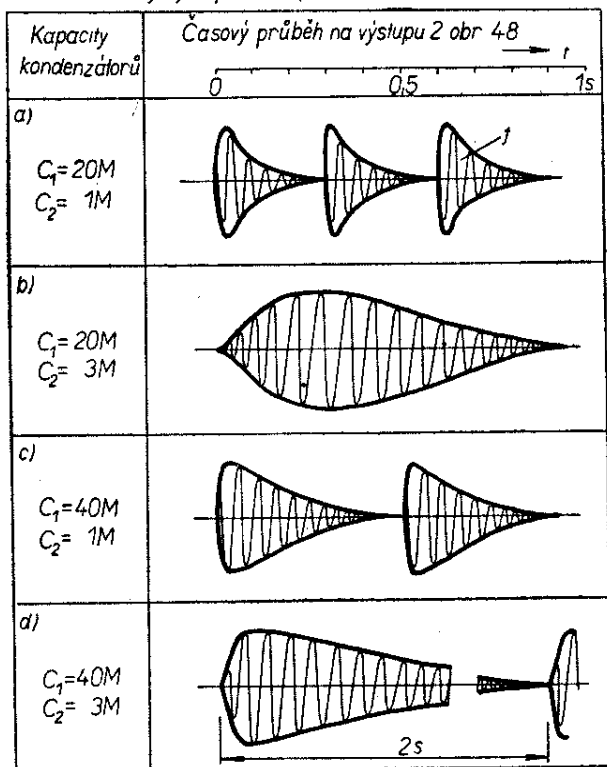 Kapacity
kondenzátorů
Časový průběh na výstupu 2 obr 48
t
0
0,5
1s
a)
C₁=20M
C₂= 1M
f
b)
C₁=20M
C₂= 3M
c)
C₁=40M
C₂= 1M
d)
C₁=40M
C₂= 3M
2s